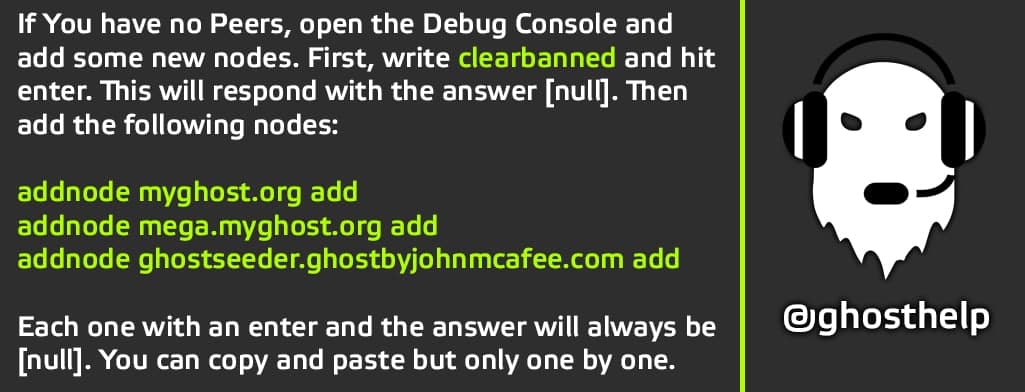 If You have no Peers, open the Debug Console and
add some new nodes. First, write clearbanned and hit
enter. This will respond with the answer [null]. Then
add the following nodes:
addnode myghost.org add
addnode mega.myghost.org add
addnode ghostseeder.ghostbyjohnmcafee.com add
Each one with an enter and the answer will always be
[null]. You can copy and paste but only one by one.
@ghosthelp